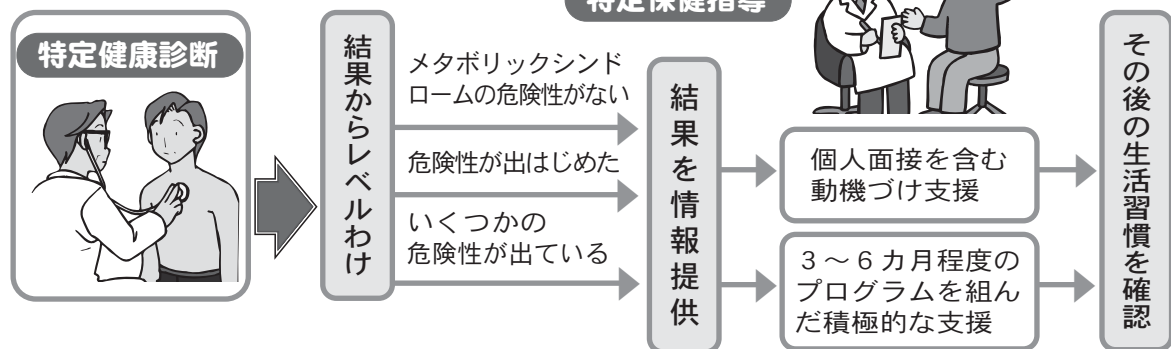 特定保健指導
特定健康診断
結果からレベルわけ
メタボリックシンド
ロームの危険性がない
危険性が出はじめた
いくつかの
危険性が出ている
結果を情報提供
個人面接を含む
動機づけ支援
３～６カ月程度の
プログラムを組ん
だ積極的な支援
その後の生活習慣を確認